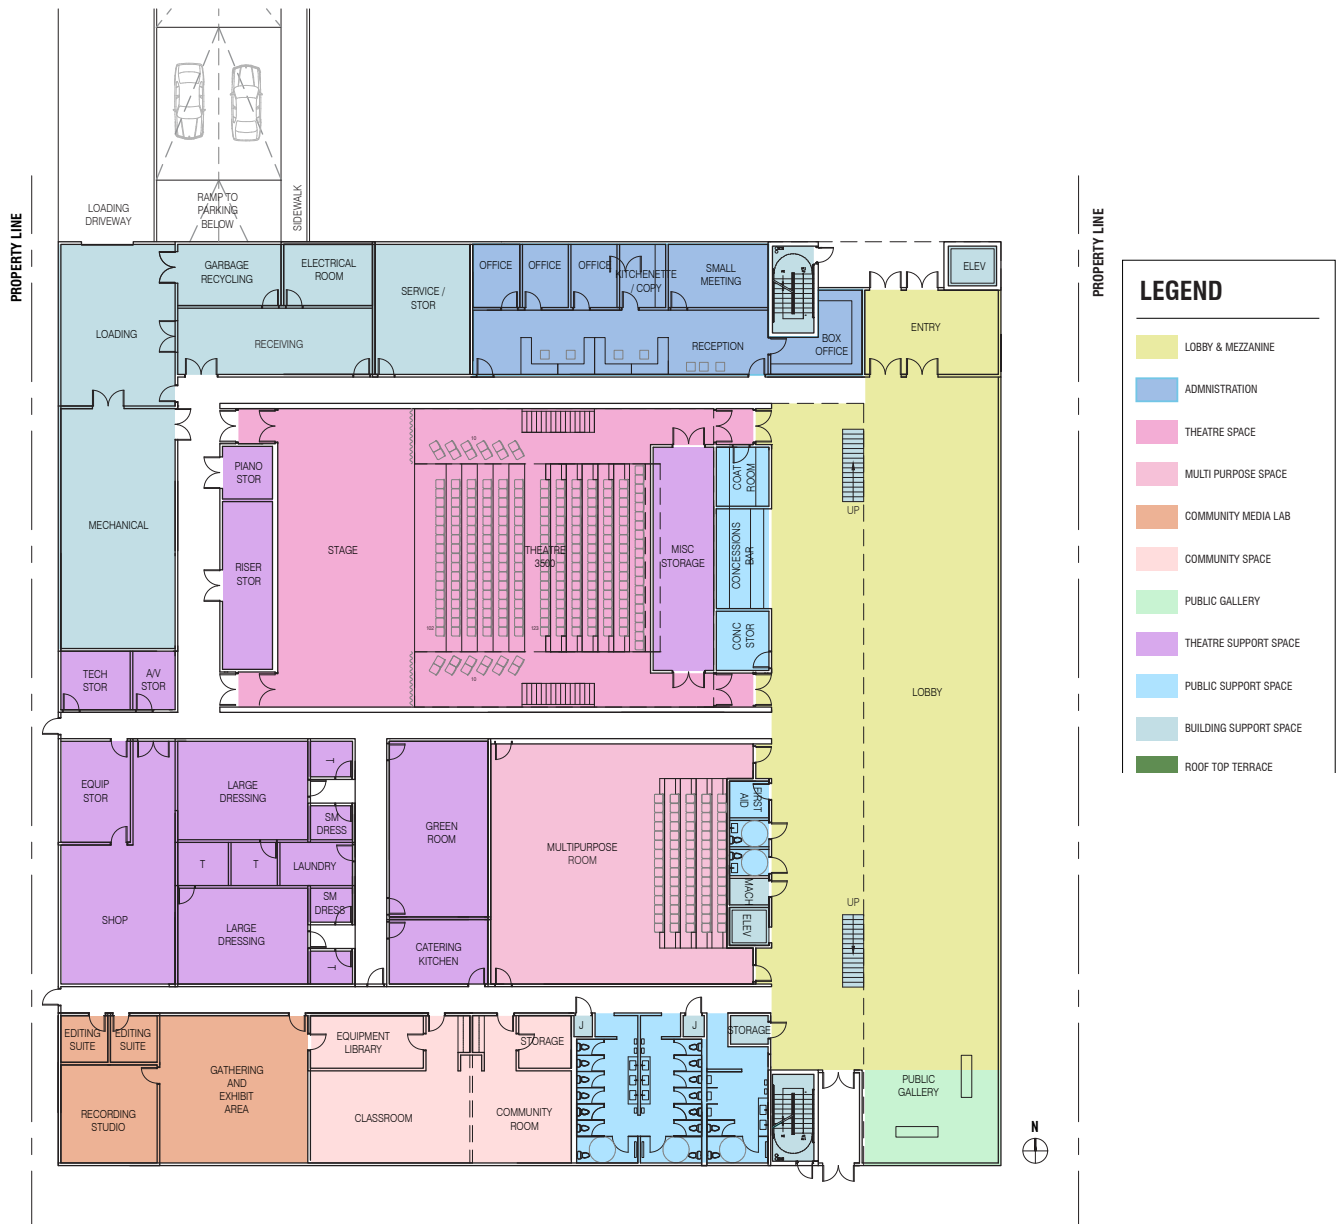 LOADING
DRIVEWAY
RAMP TO
PARKING
BELOW
SIDEWALK
PROPERTY LINE
PROPERTY LINE
GARBAGE
RECYCLING
ELECTRICAL
ROOM
SERVICE /
STOR
OFFICE
OFFICE
OFFICE
KITCHENETTE
/ COPY
SMALL
MEETING
ELEV
LOADING
RECEIVING
RECEPTION
BOX
OFFICE
ENTRY
LEGEND
LOBBY & MEZZANINE
ADMNISTRATION
THEATRE SPACE
MULTI PURPOSE SPACE
COMMUNITY MEDIA LAB
COMMUNITY SPACE
PUBLIC GALLERY
THEATRE SUPPORT SPACE
PUBLIC SUPPORT SPACE
BUILDING SUPPORT SPACE
ROOF TOP TERRACE
10
PIANO
STOR
COAT
ROOM
UP
MECHANICAL
STAGE
THEATRE
3500
MISC
STORAGE
CONCESSIONS
BAR
RISER
STOR
102
123
CONC
STOR
10
TECH
STOR
A/V
STOR
LOBBY
EQUIP
STOR
LARGE
DRESSING
T
SM
DRESS
GREEN
ROOM
MULTIPURPOSE
ROOM
FIRST
AID
T
T
LAUNDRY
MACH
SHOP
LARGE
DRESSING
SM
DRESS
T
CATERING
KITCHEN
ELEV
UP
EDITING
SUITE
EDITING
SUITE
EQUIPMENT
LIBRARY
STORAGE
J
J
STORAGE
GATHERING
AND
EXHIBIT
AREA
PUBLIC
GALLERY
RECORDING
STUDIO
CLASSROOM
COMMUNITY
ROOM
N